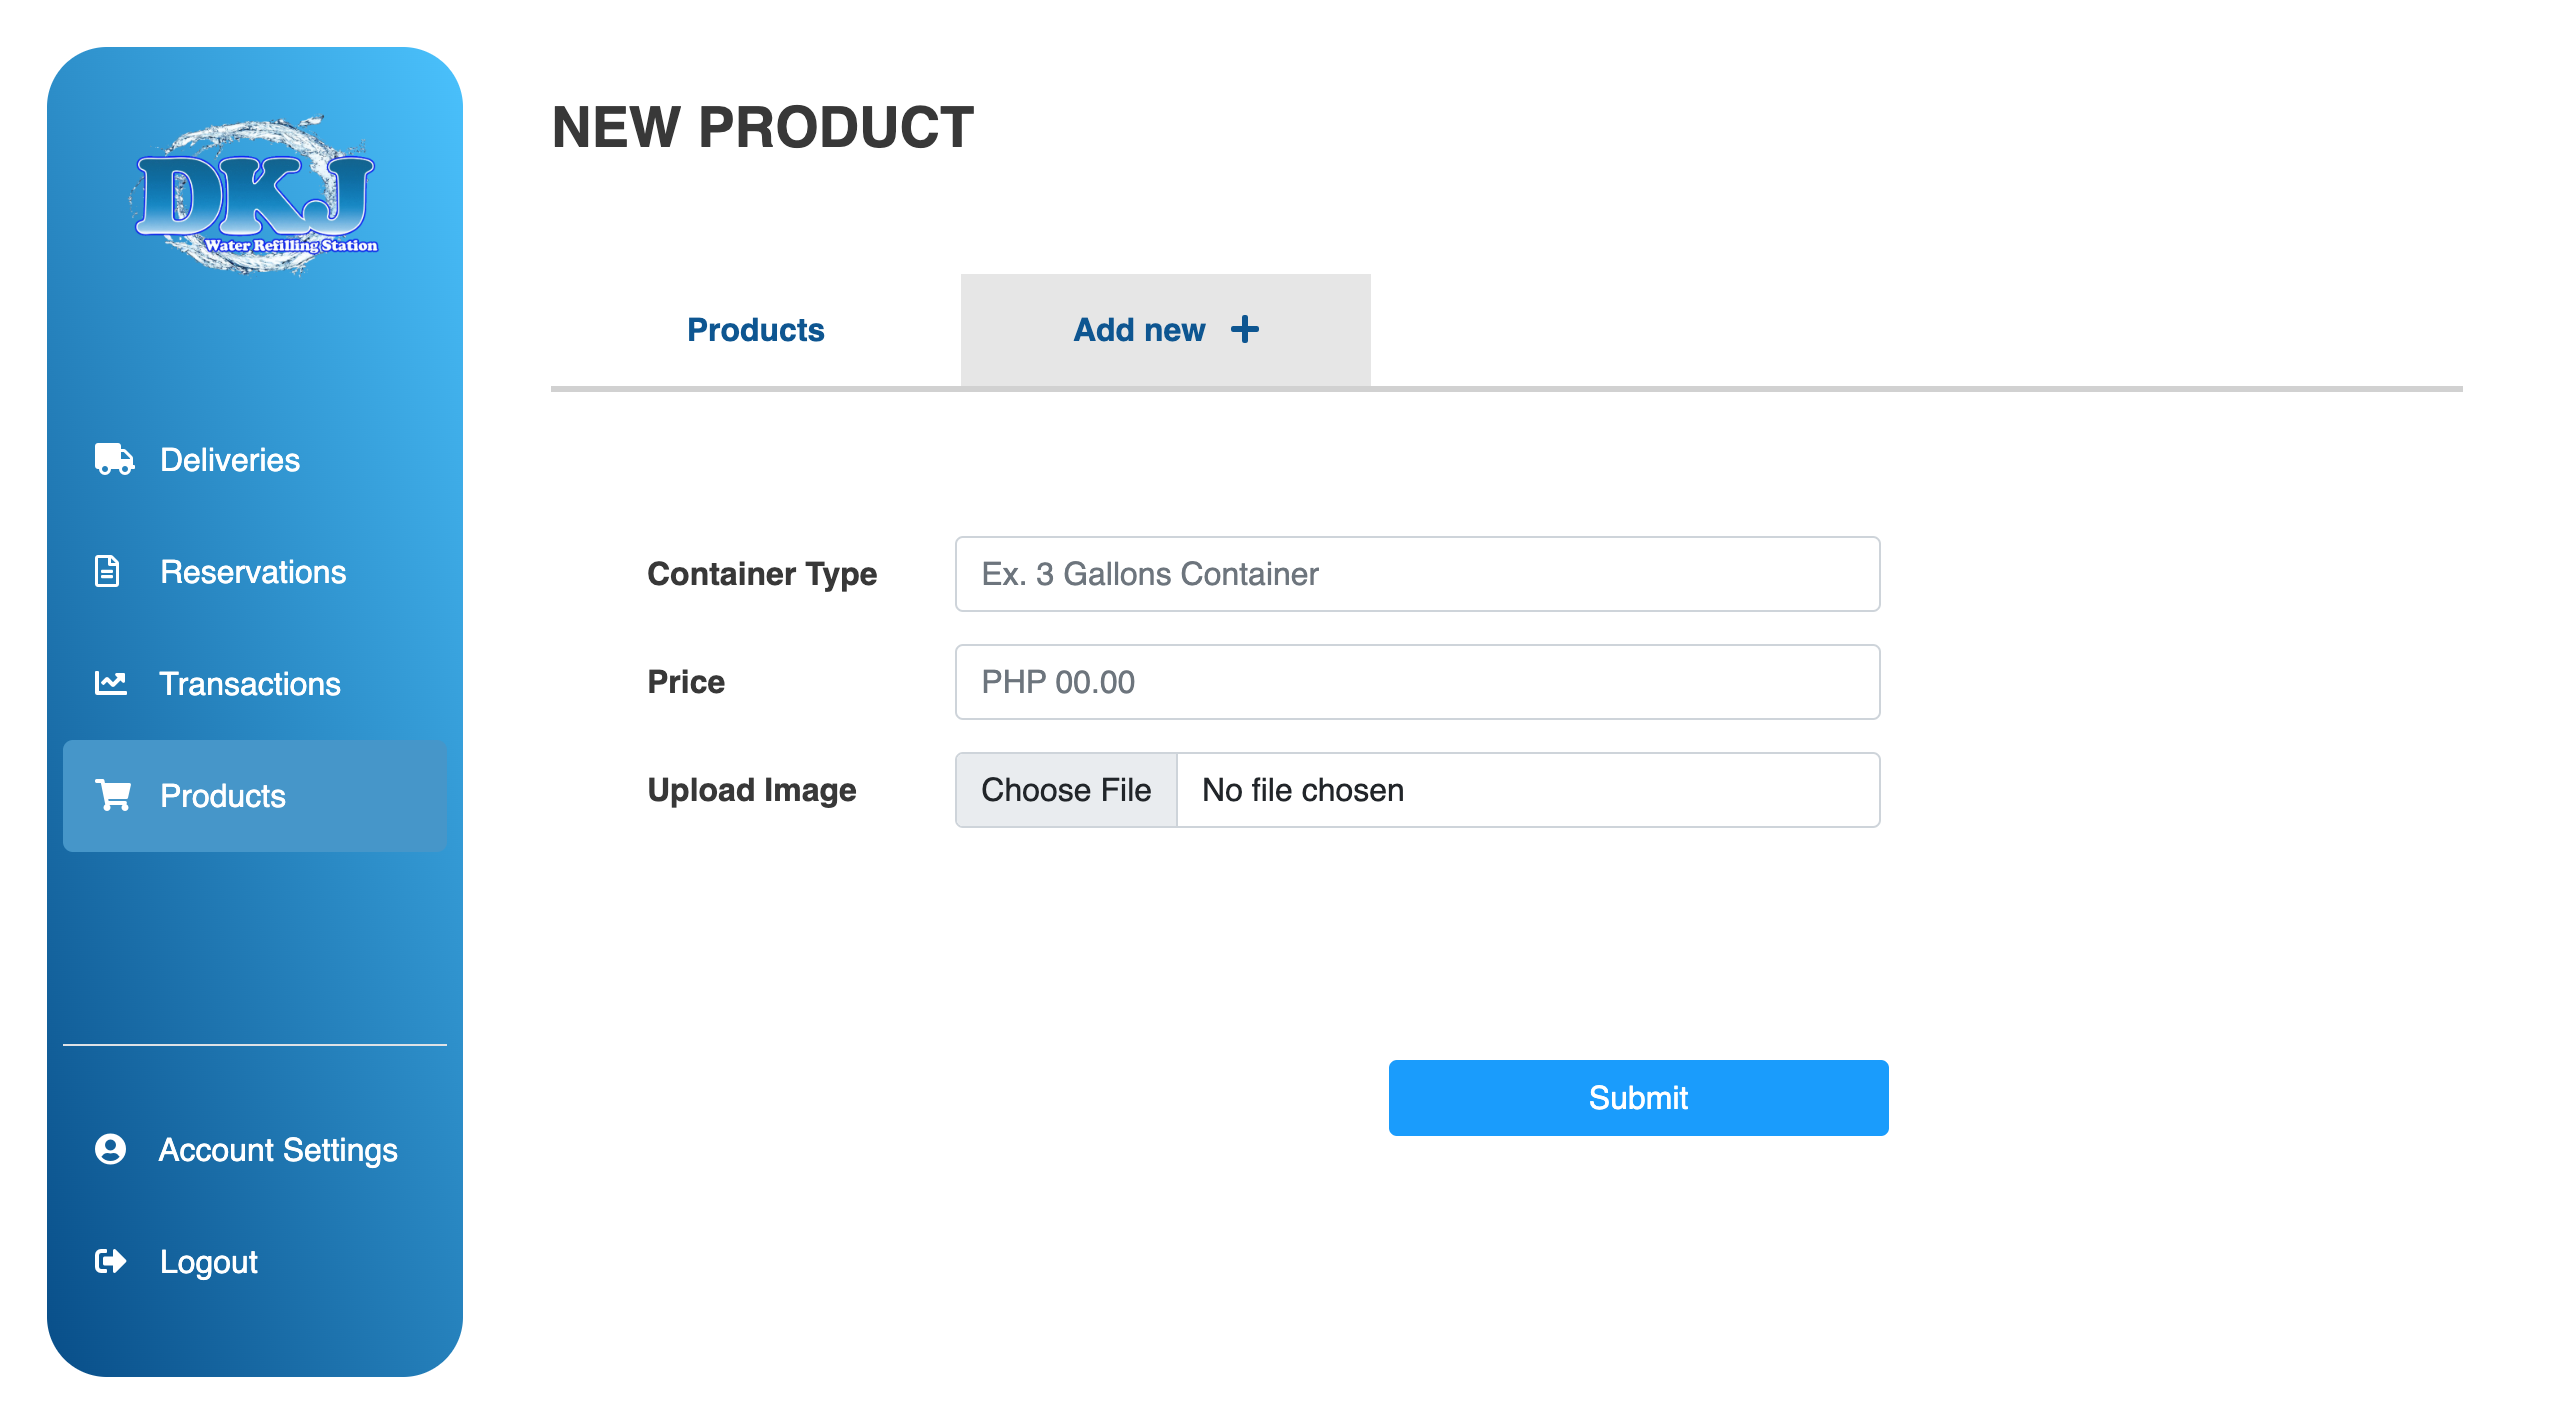 DKJ
Water Refilling Station
Deliveries
Reservations
Transactions
Products
Account Settings
Logout
NEW PRODUCT
Products
Add new
Container Type
Ex. 3 Gallons Container
Price
PHP 00.00
Upload Image
Choose File
No file chosen
Submit